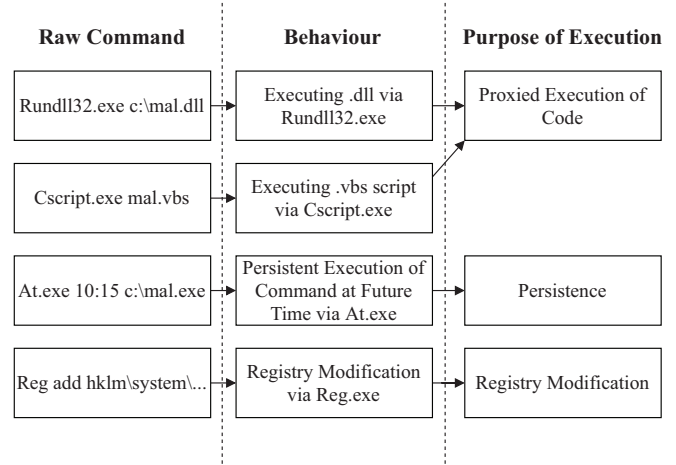 Raw Command
Behaviour
Purpose of Execution
Rundll32.exe c:\mal.dll
Executing .dll via
Rundll32.exe
Proxied Execution of
Code
Cscript.exe mal.vbs
Executing .vbs script
via Cscript.exe
At.exe 10:15 c:\mal.exe
Persistent Execution of
Command at Future
Time via At.exe
Persistence
Reg add hklm\system\...
Registry Modification
via Reg.exe
Registry Modification